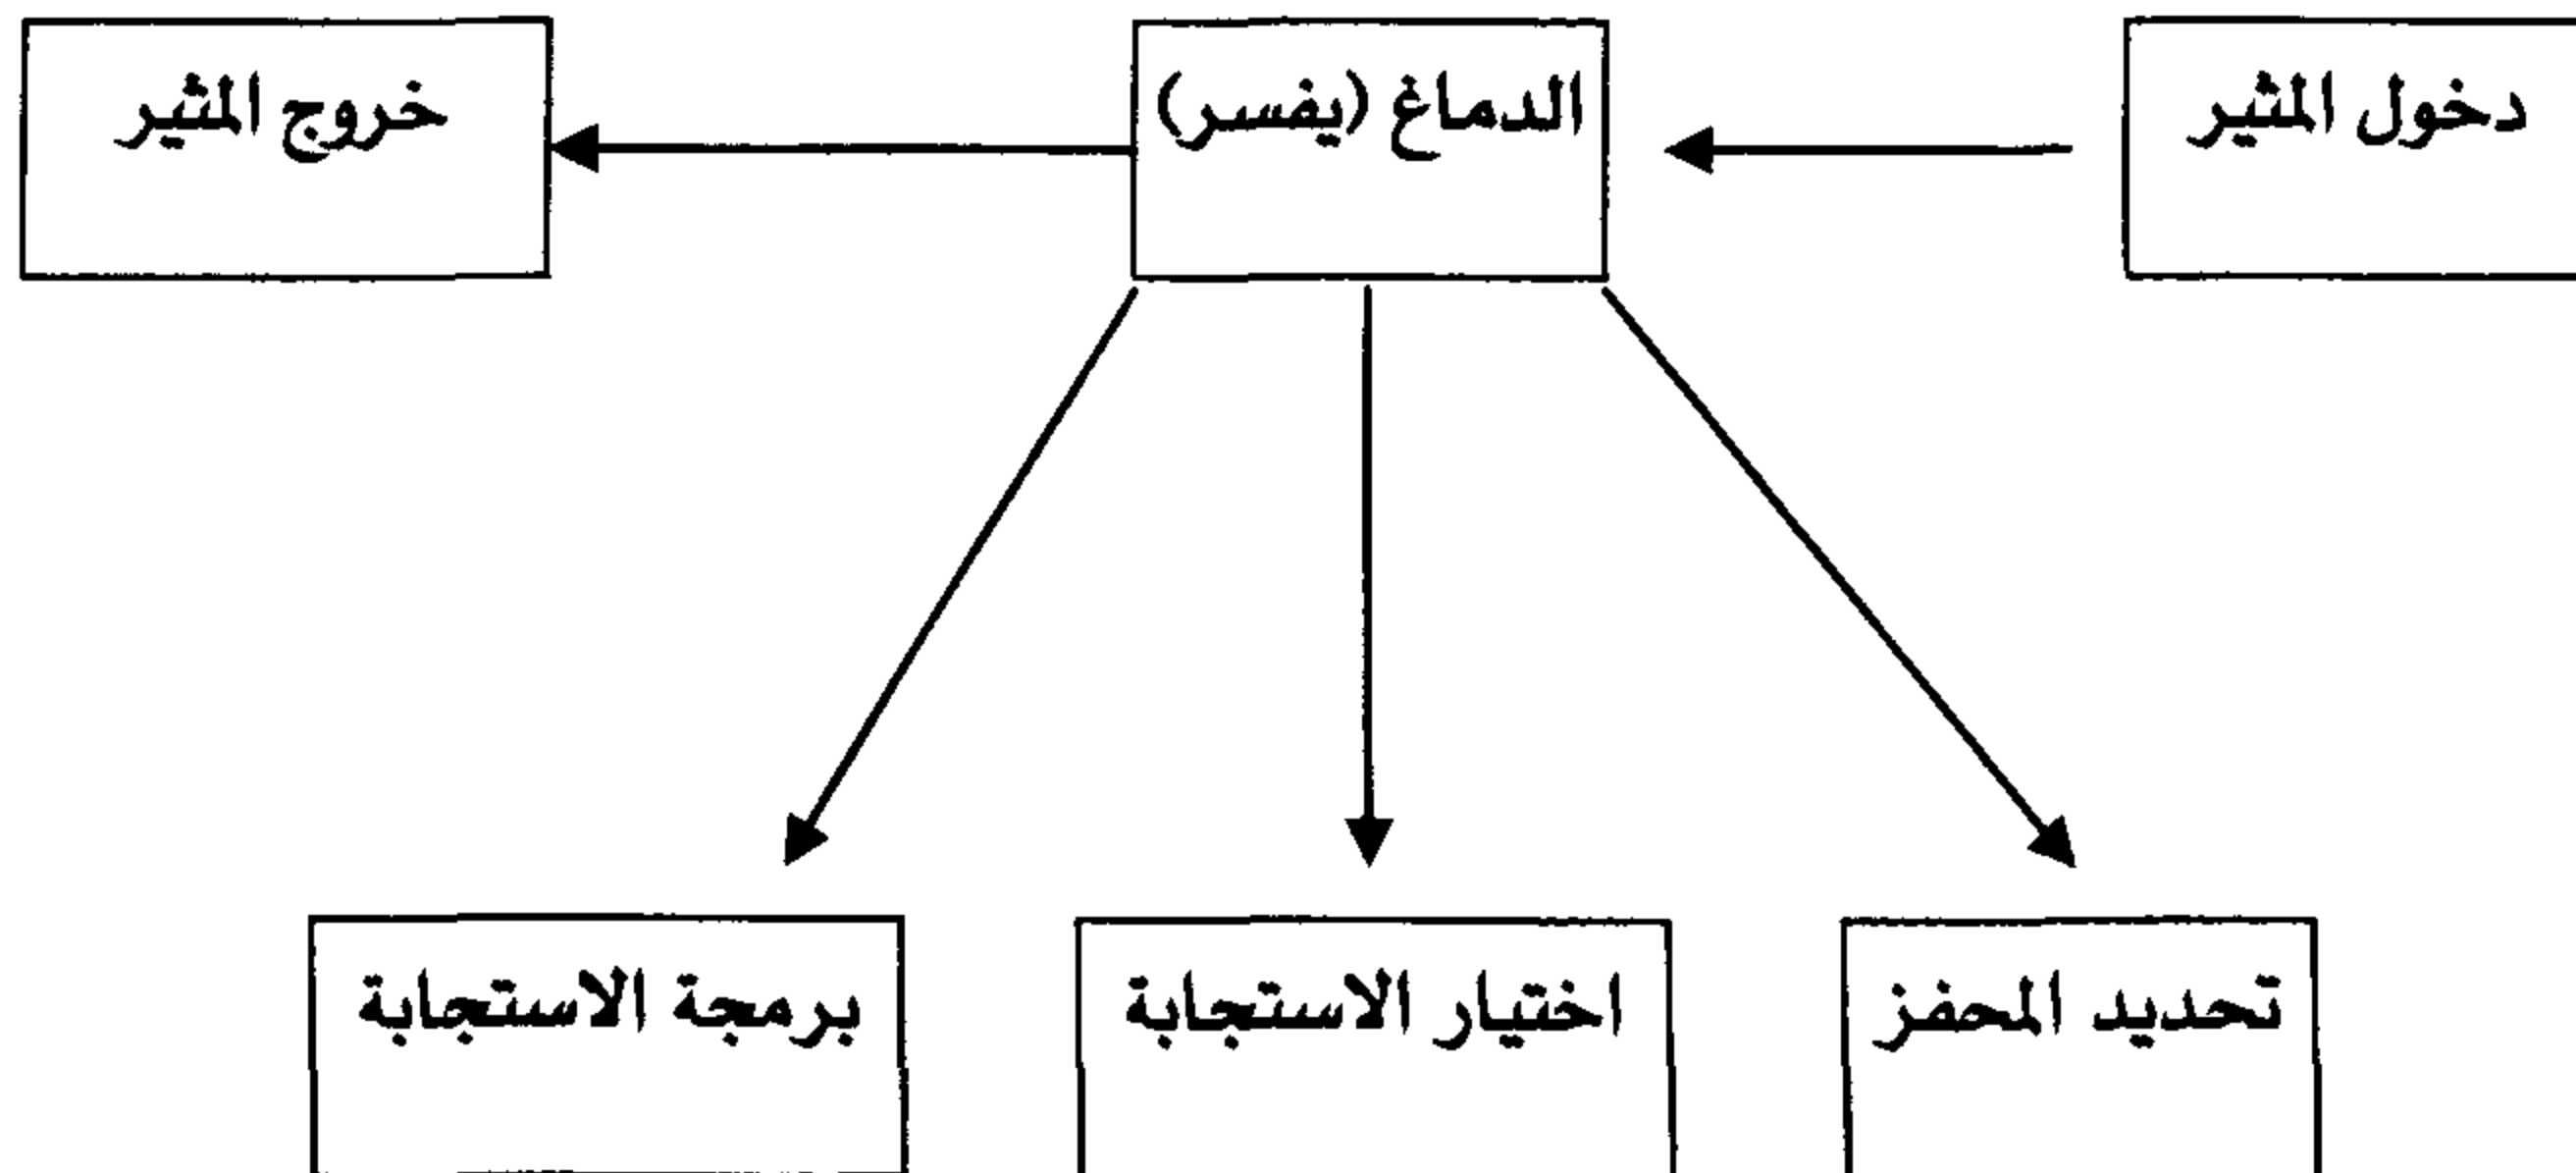 دخول المثير
الدماغ (يفسر)
خروج المثير
تحديد المحفز
اختيار الاستجابة
برمجة الاستجابة